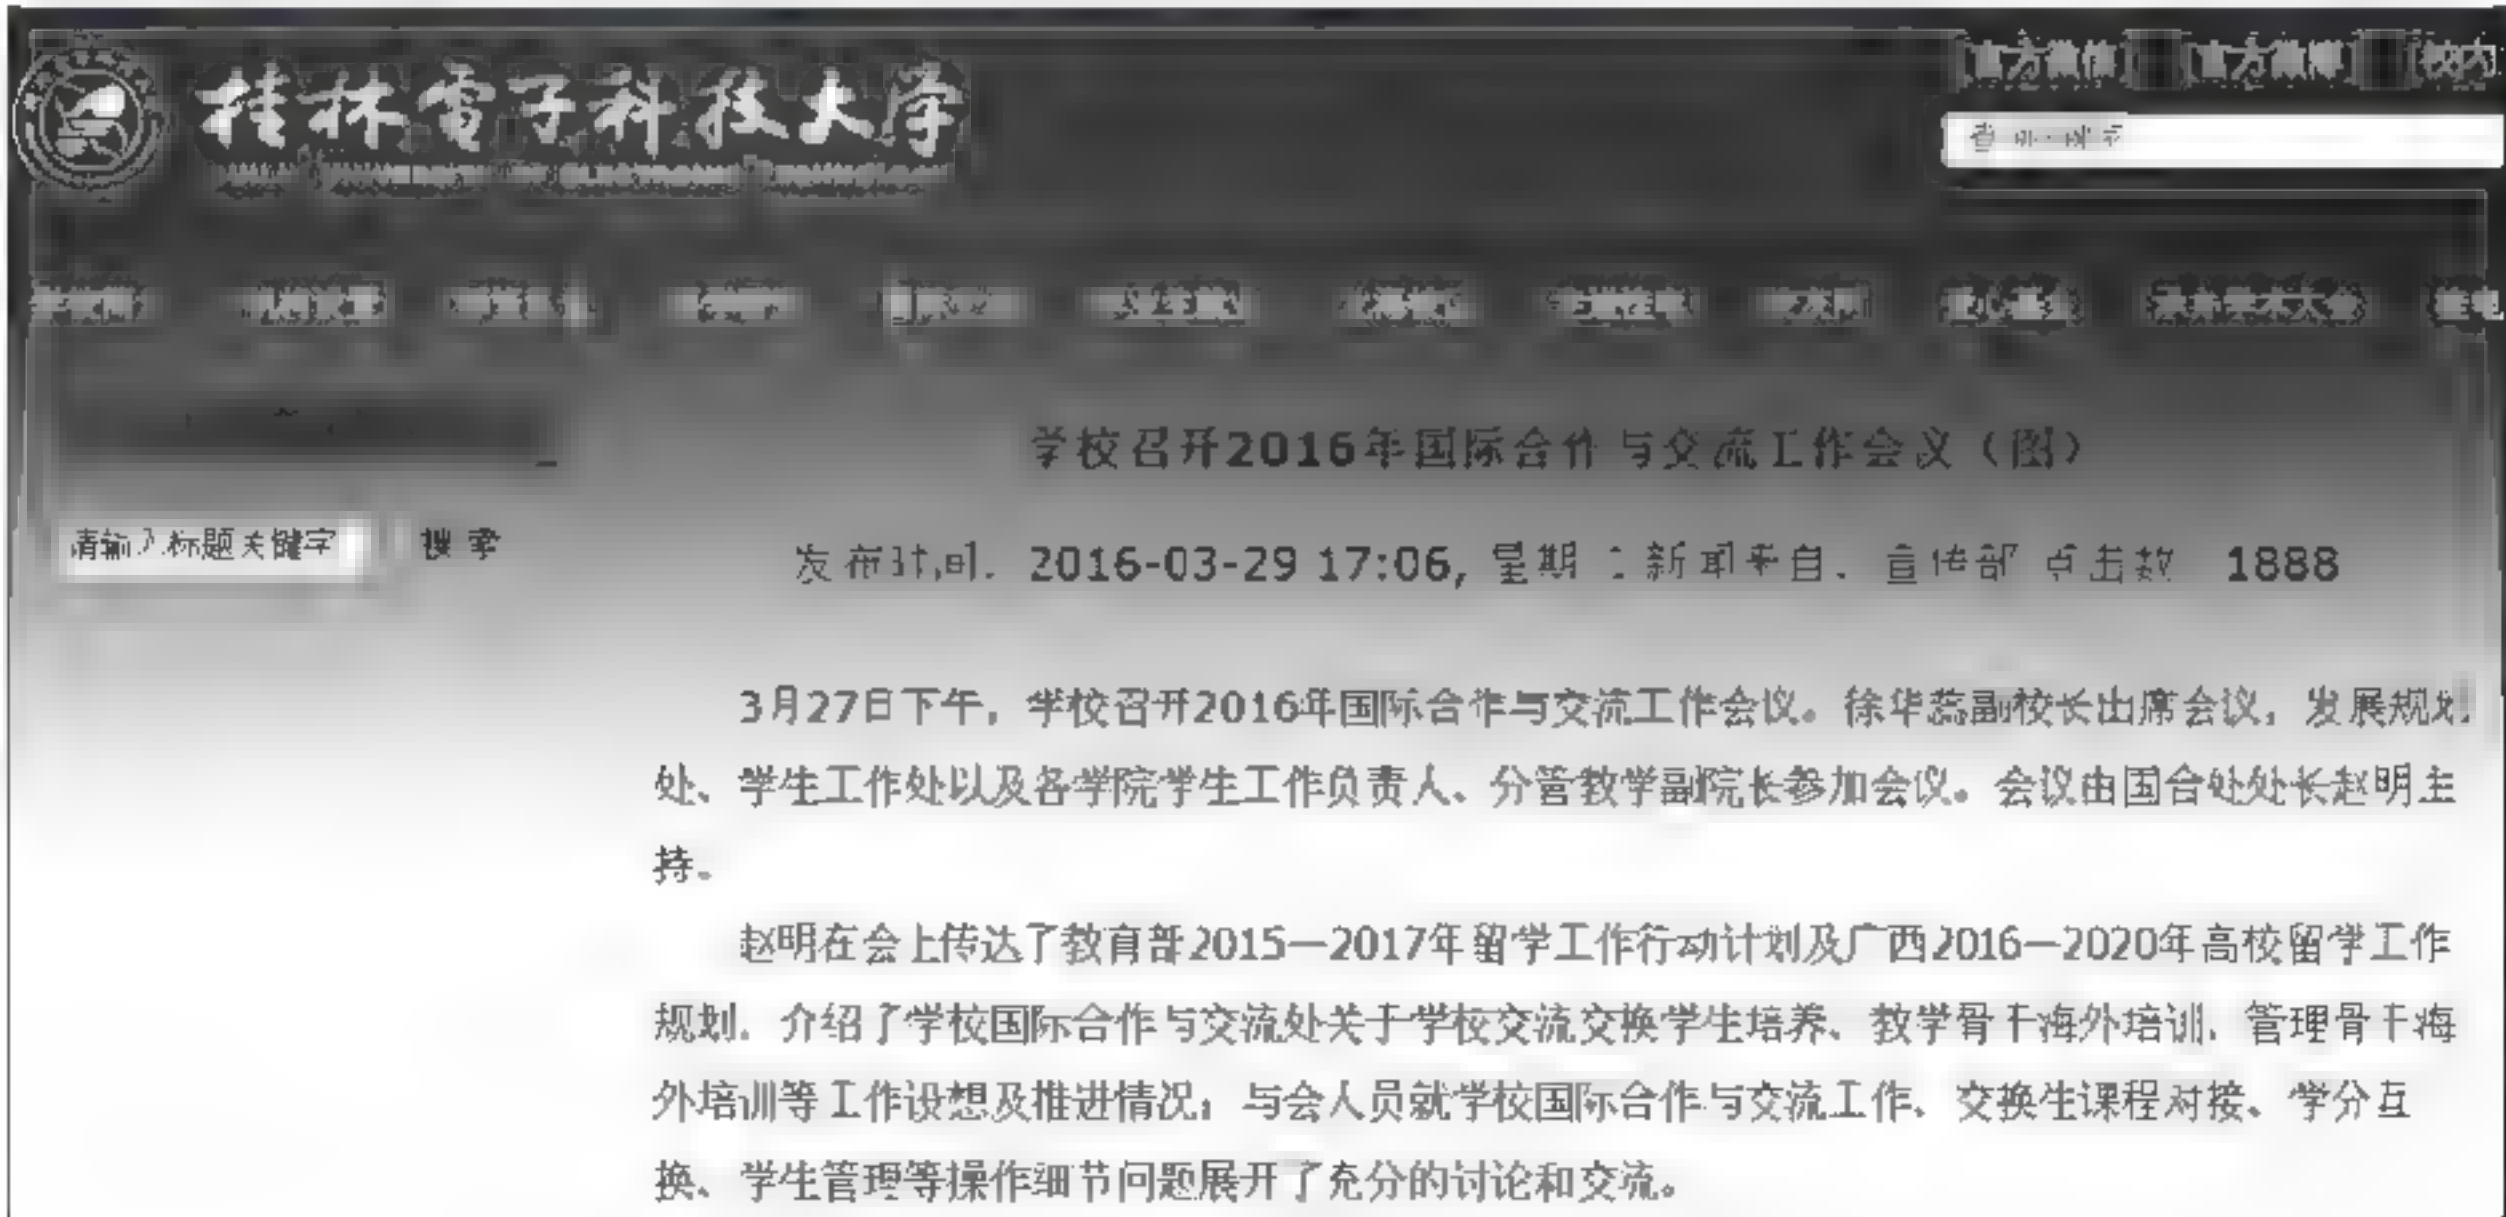 桂林電子科技大学
官方微信 官方微博 校内
学校召开2016年国际合作与交流工作会议（图）
请输入标题关键字 搜索
发布时间: 2016-03-29 17:06, 星期二 新闻来自: 宣传部 点击数 1888
3月27日下午，学校召开2016年国际合作与交流工作会议。徐华蕊副校长出席会议，发展规划
处、学生工作处以及各学院学生工作负责人、分管教学副院长参加会议。会议由国合处处长赵明主
持。
赵明在会上传达了教育部2015—2017年留学工作行动计划及广西2016—2020年高校留学工作
规划，介绍了学校国际合作与交流处关于学校交流交换学生培养、教学骨干海外培训、管理骨干海
外培训等工作设想及推进情况；与会人员就学校国际合作与交流工作、交换生课程对接、学分互
换、学生管理等操作细节问题展开了充分的讨论和交流。